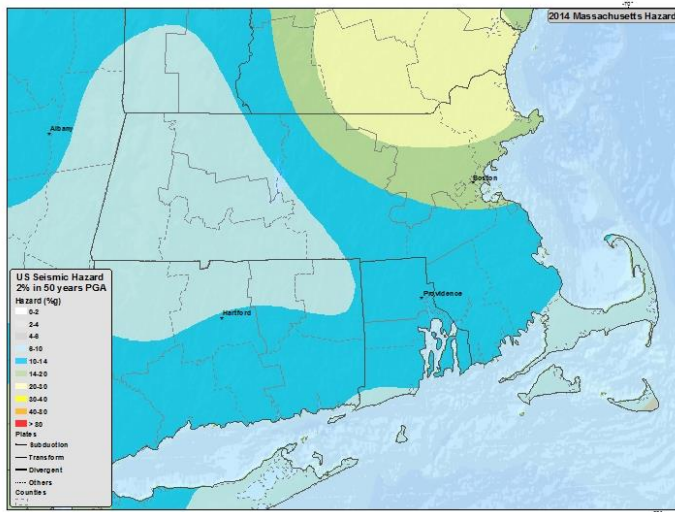 2014 Massachusetts Hazard
Albany
Boston
Providence
Hartford
US Seismic Hazard
2% in 50 years PGA
Hazard (%g)
0-2
2-4
4-6
6-10
10-14
14-20
20-30
30-40
40-80
> 80
Plates
Subduction
Transform
Divergent
Others
Counties